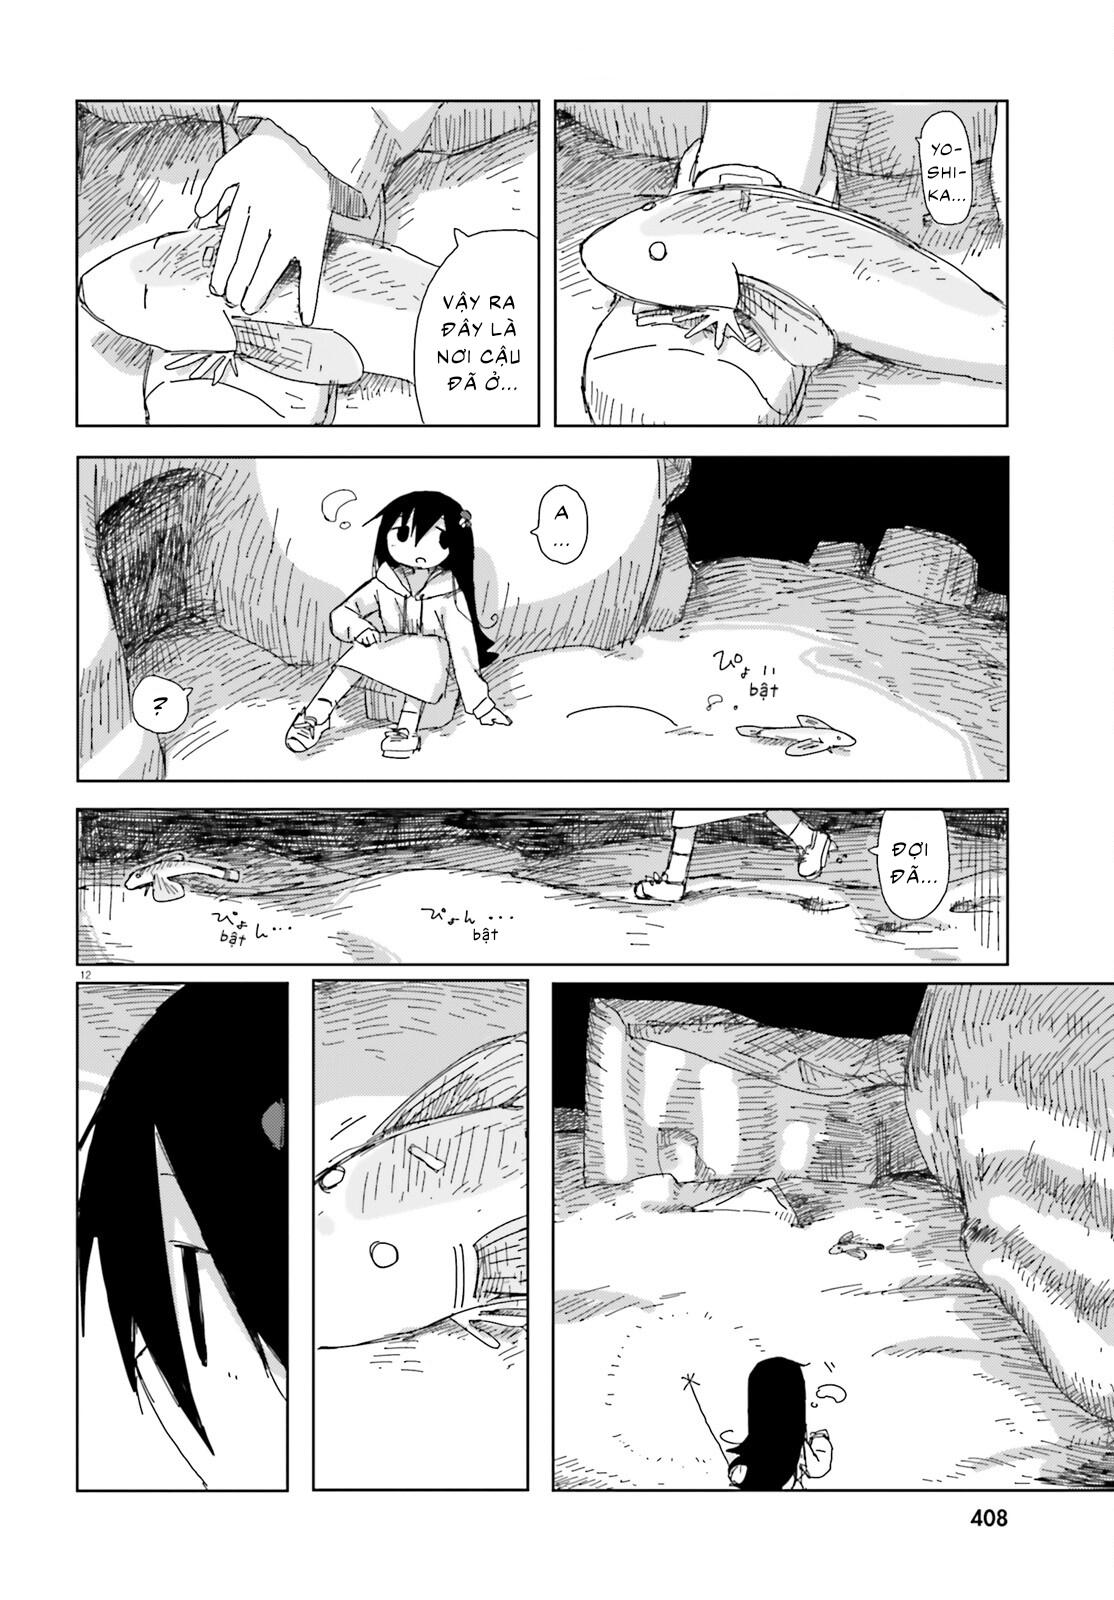 YO-
SHI-
KA...
VẬY RA
ĐÂY LÀ
NƠI CẬU
ĐÃ Ở...
A
...
?
ぴょ
bật
ĐỢI
ĐÃ...
ぴょん...
bật
ぴょん...
bật
12
408